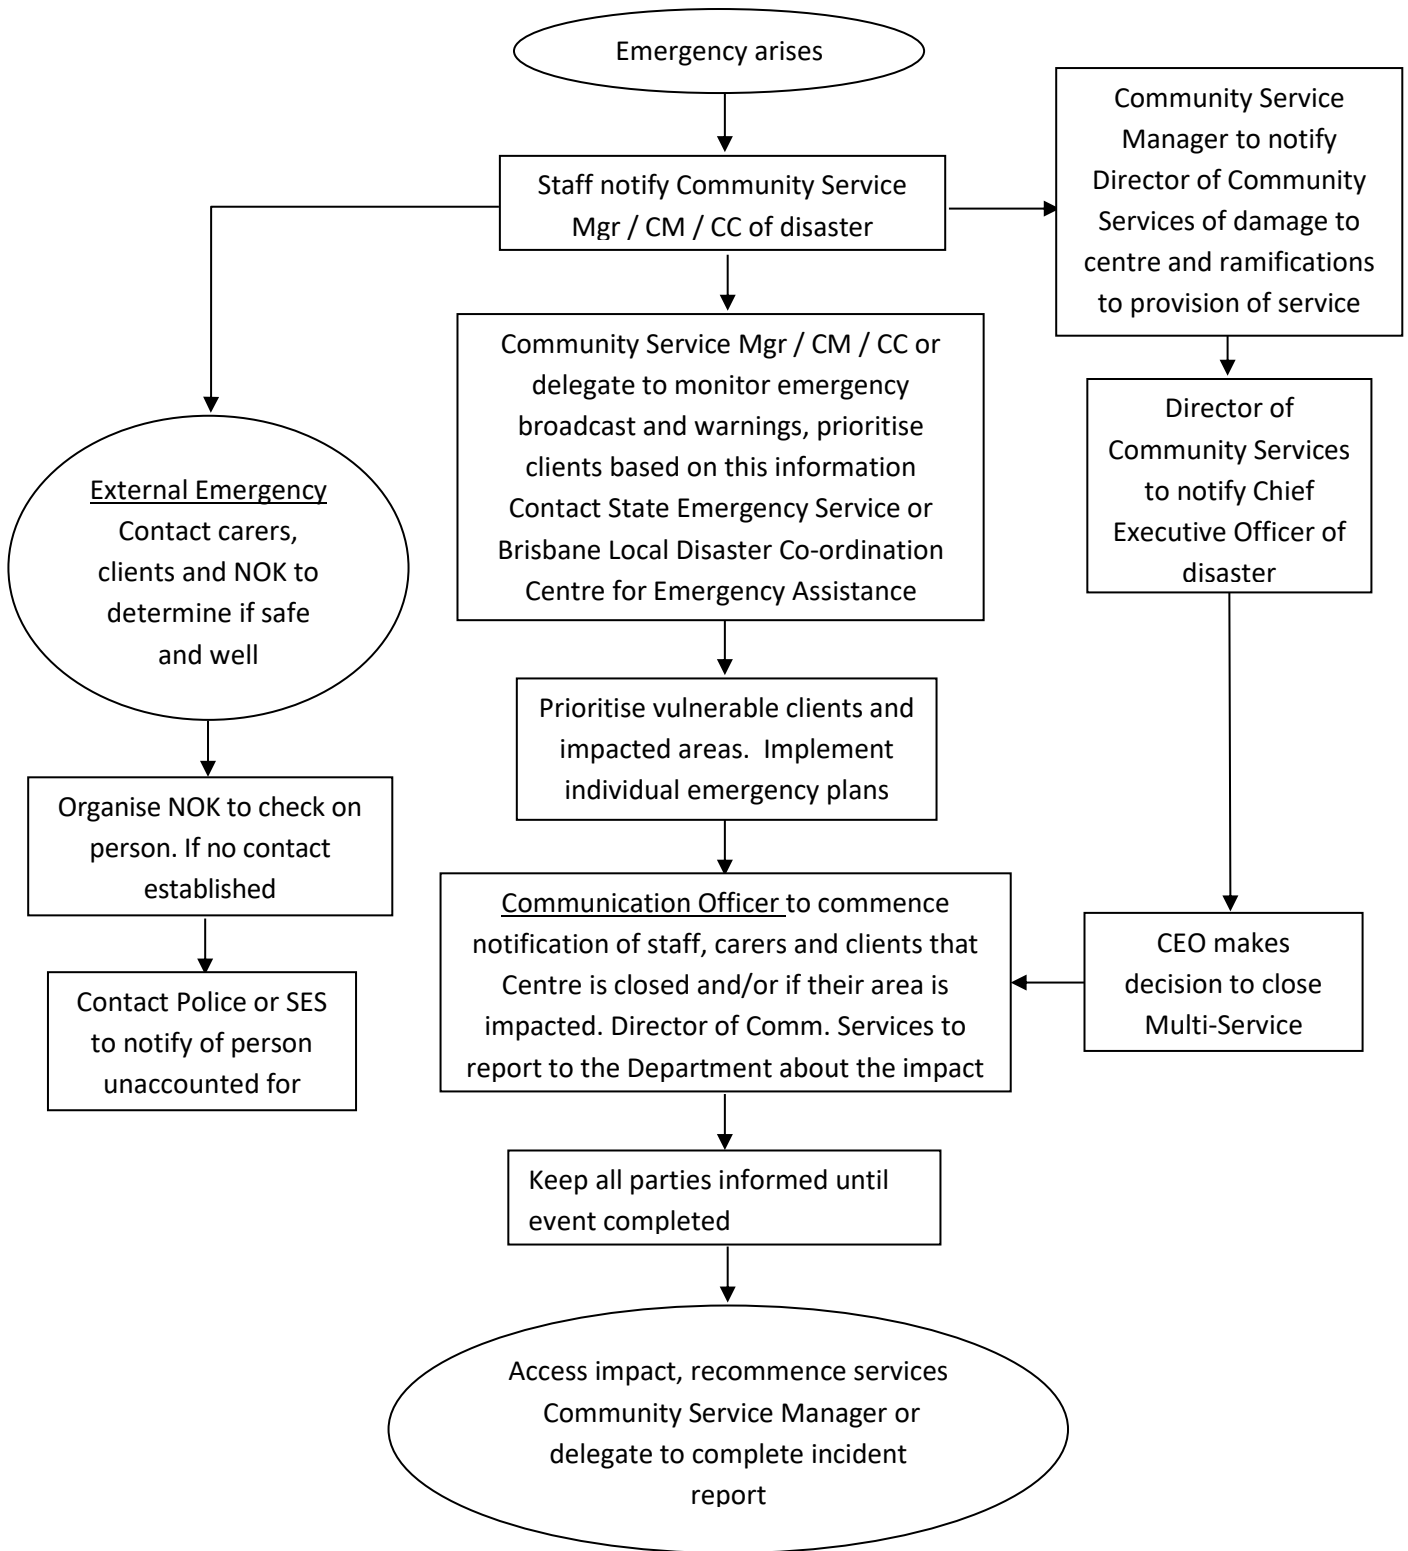 Emergency arises
Staff notify Community Service
Mgr / CM / CC of disaster
Community Service
Manager to notify
Director of Community
Services of damage to
centre and ramifications
to provision of service
Community Service Mgr / CM / CC or
delegate to monitor emergency
broadcast and warnings, prioritise
clients based on this information
Contact State Emergency Service or
Brisbane Local Disaster Co-ordination
Centre for Emergency Assistance
Director of
Community Services
to notify Chief
Executive Officer of
disaster
External Emergency
Contact carers,
clients and NOK to
determine if safe
and well
Prioritise vulnerable clients and
impacted areas.  Implement
individual emergency plans
Organise NOK to check on
person. If no contact
established
Communication Officer to commence
notification of staff, carers and clients that
Centre is closed and/or if their area is
impacted. Director of Comm. Services to
report to the Department about the impact
CEO makes
decision to close
Multi-Service
Contact Police or SES
to notify of person
unaccounted for
Keep all parties informed until
event completed
Access impact, recommence services
Community Service Manager or
delegate to complete incident
report